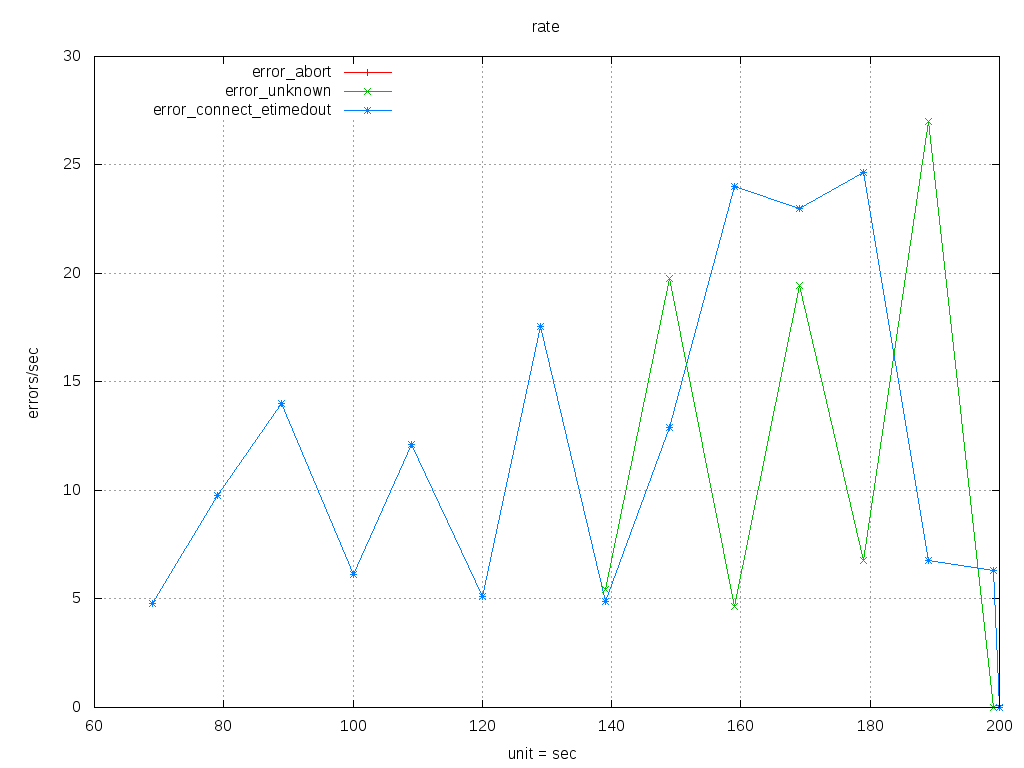 rate
error_abort
error_unknown
error_connect_etimedout
errors/sec
30
25
20
15
10
5
0
60 80 100 120 140 160 180 200
unit = sec